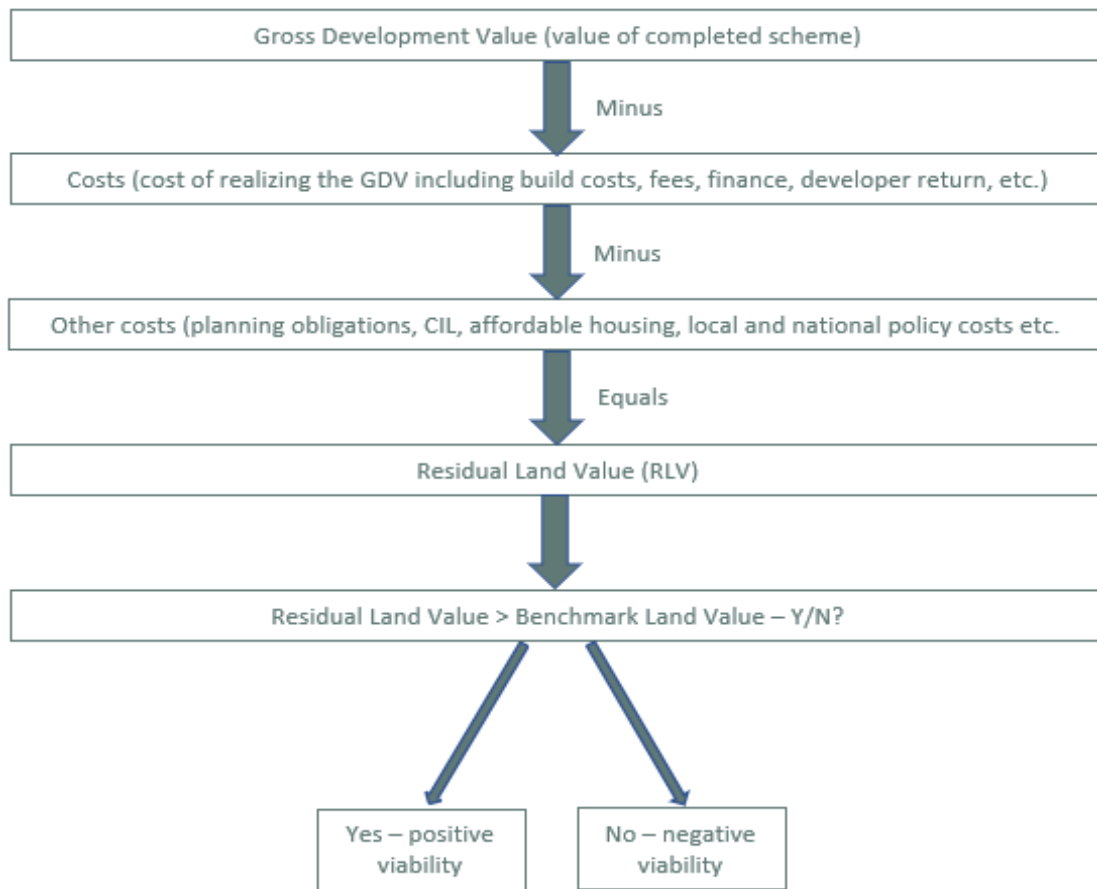 Gross Development Value (value of completed scheme)
Minus
Costs (cost of realizing the GDV including build costs, fees, finance, developer return, etc.)
Minus
Other costs (planning obligations, CIL, affordable housing, local and national policy costs etc.
Equals
Residual Land Value (RLV)
Residual Land Value > Benchmark Land Value – Y/N?
Yes – positive
viability
No – negative
viability